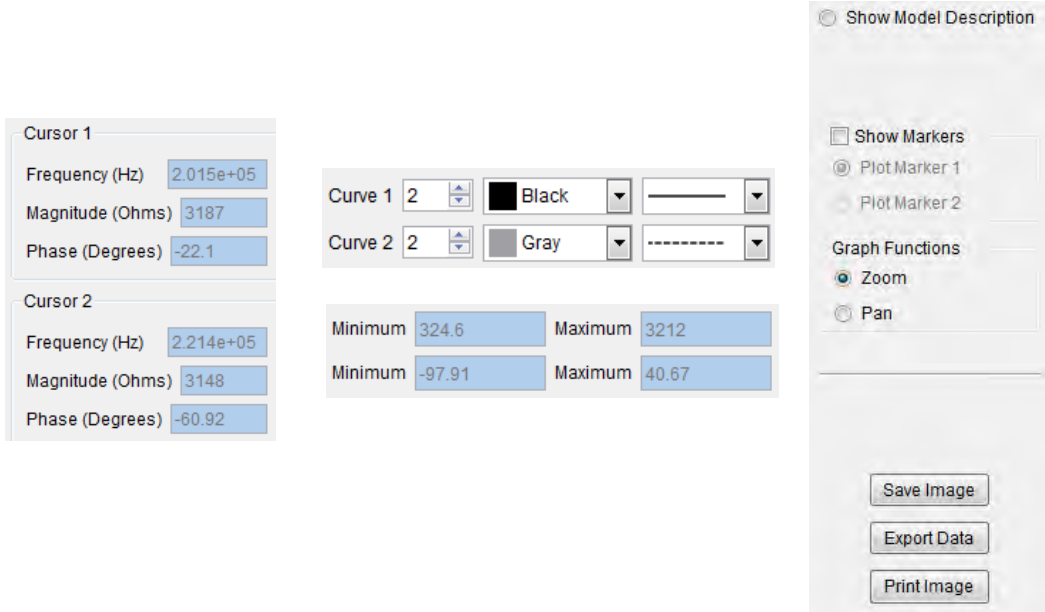 Show Model Description
Cursor 1
Frequency (Hz) 2.015e+05
Magnitude (Ohms) 3187
Phase (Degrees) -22.1
Cursor 2
Frequency (Hz) 2.214e+05
Magnitude (Ohms) 3148
Phase (Degrees) -60.92
Curve 1 2 Black
Curve 2 2 Gray
Minimum 324.6 Maximum 3212
Minimum -97.91 Maximum 40.67
Show Markers
Plot Marker 1
Plot Marker 2
Graph Functions
Zoom
Pan
Save Image
Export Data
Print Image